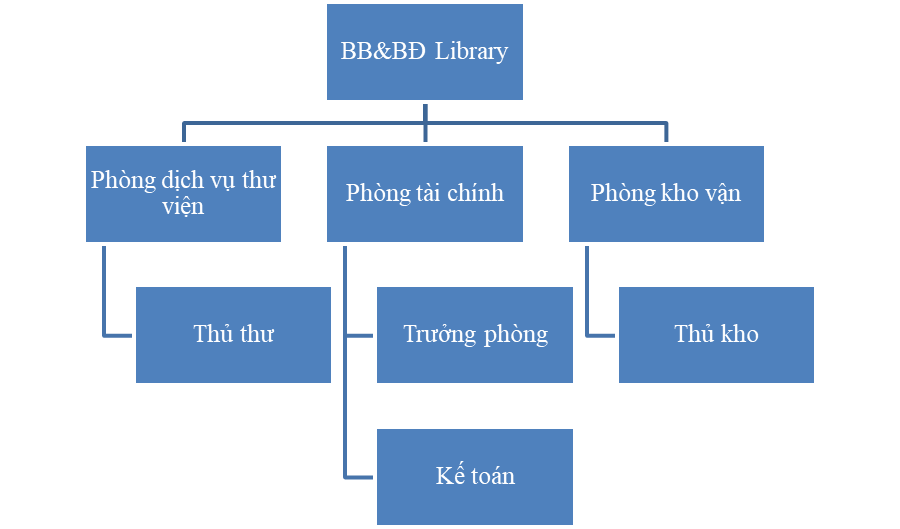 BB&BĐ Library
Phòng dịch vụ thư
viện
Phòng tài chính
Phòng kho vận
Thủ thư
Trưởng phòng
Thủ kho
Kế toán